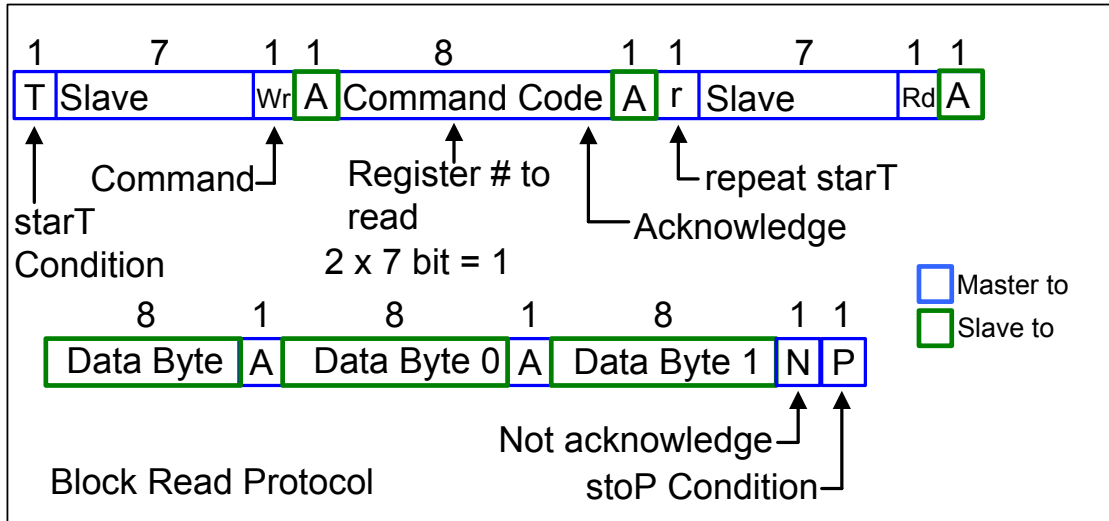 1 7 1 1 8 1 1 7 1 1
T Slave Wr A Command Code A r Slave Rd A
Command
Register # to
read
2 x 7 bit = 1
repeat starT
Acknowledge
starT
Condition
Master to
Slave to
8 1 8 1 8 1 1
Data Byte A Data Byte 0 A Data Byte 1 N P
Not acknowledge
stoP Condition
Block Read Protocol